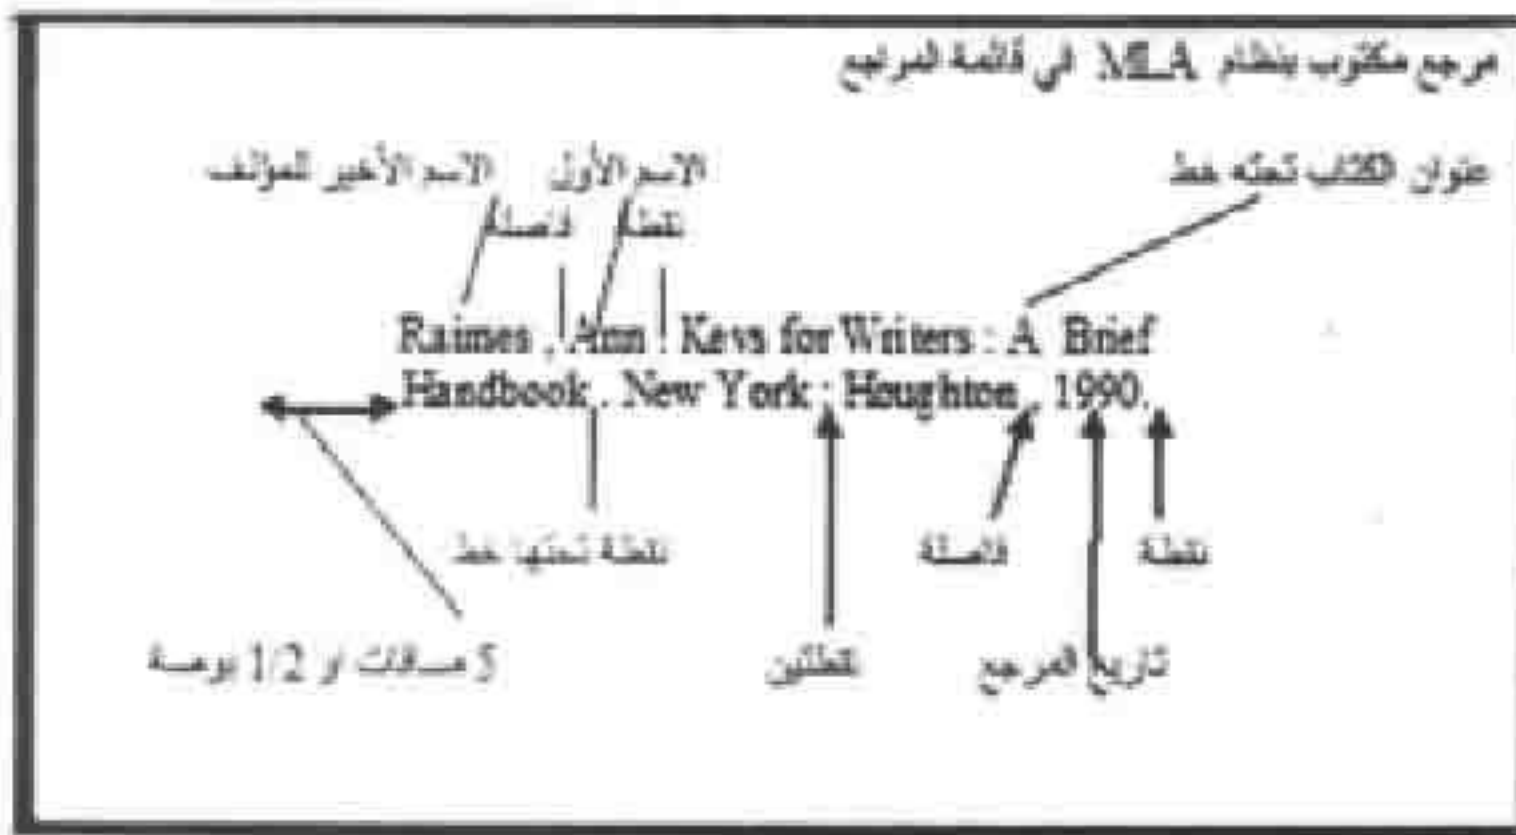 مرجع مكتوب بنظام MLA في قائمة المراجع
عنوان الكتاب تحته خط
الاسم الأول
الاسم الأخير للمؤلف
نقطة
فاصلة
Raimes , Ann . Keys for Writers : A Brief
Handbook . New York : Houghton , 1990.
نقطة تحتها خط
فاصلة
نقطة
5 مسافات او 1/2 بوصة
نقطتين
تاريخ المرجع